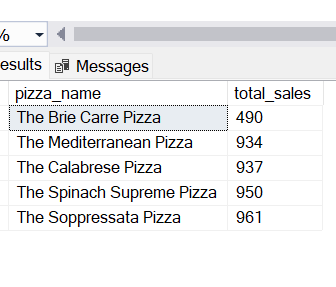 %
esults Messages
pizza_name total_sales
The Brie Carre Pizza 490
The Mediterranean Pizza 934
The Calabrese Pizza 937
The Spinach Supreme Pizza 950
The Soppressata Pizza 961